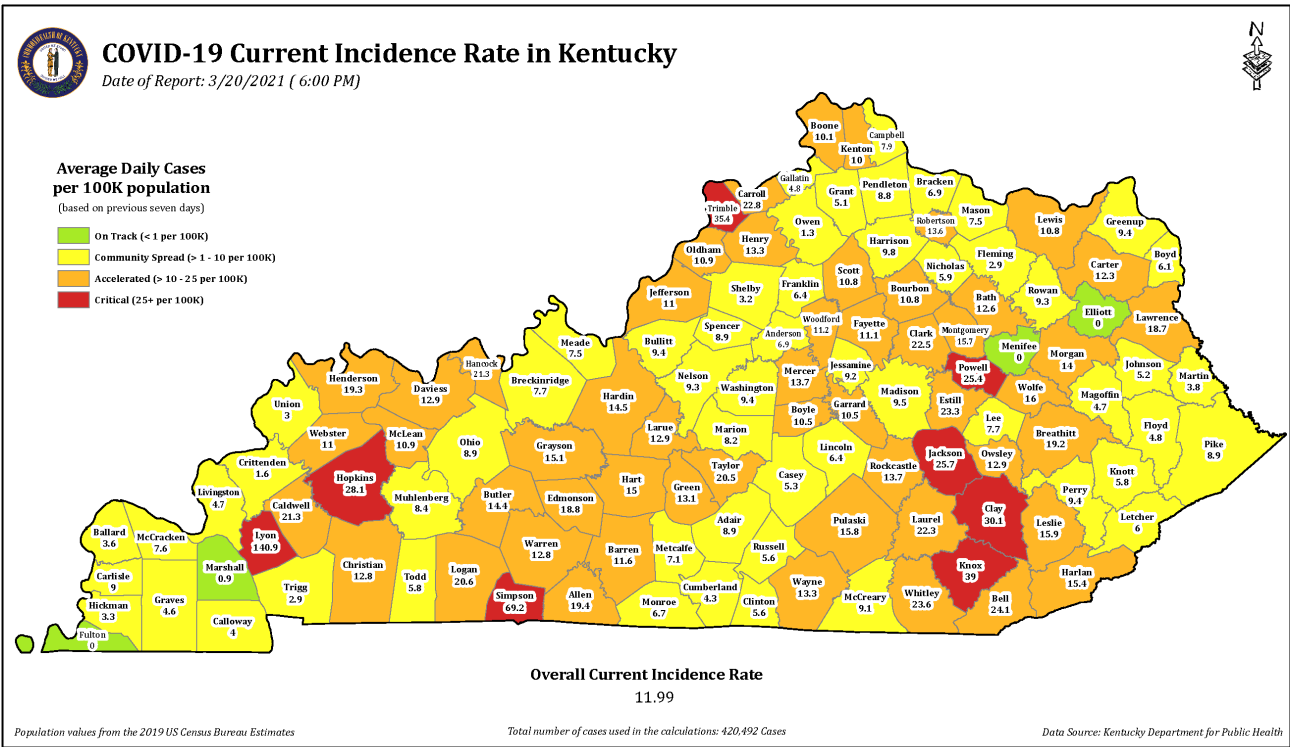 COVID-19 Current Incidence Rate in Kentucky
Date of Report: 3/20/2021 ( 6:00 PM)
N
Average Daily Cases
per 100K population
(based on previous seven days)
On Track (< 1 per 100K)
Community Spread (> 1 - 10 per 100K)
Accelerated (> 10 - 25 per 100K)
Critical (25+ per 100K)
Boone
10.1
Kenton
10
Campbell
7.9
Gallatin
4.8
Carroll
22.8
Trimble
35.4
Grant
5.1
Pendleton
8.8
Bracken
6.9
Mason
7.5
Robertson
13.6
Lewis
10.8
Greenup
9.4
Boyd
6.1
Owen
1.3
Henry
13.3
Oldham
10.9
Harrison
9.8
Nicholas
5.9
Fleming
2.9
Carter
12.3
Rowan
9.3
Elliott
0
Lawrence
18.7
Jefferson
11
Shelby
3.2
Franklin
6.4
Scott
10.8
Bourbon
10.8
Bath
12.6
Spencer
8.9
Anderson
6.9
Woodford
11.2
Fayette
11.1
Clark
22.5
Montgomery
15.7
Menifee
0
Morgan
14
Johnson
5.2
Martin
3.8
Meade
7.5
Bullitt
9.4
Hancock
21.3
Breckinridge
7.7
Nelson
9.3
Washington
9.4
Mercer
13.7
Jessamine
9.2
Madison
9.5
Powell
25.4
Wolfe
16
Magoffin
4.7
Henderson
19.3
Daviess
12.9
Union
3
Hardin
14.5
Boyle
10.5
Garrard
10.5
Estill
23.3
Lee
7.7
Breathitt
19.2
Floyd
4.8
Pike
8.9
Webster
11
McLean
10.9
Ohio
8.9
Grayson
15.1
Larue
12.9
Marion
8.2
Lincoln
6.4
Rockcastle
13.7
Jackson
25.7
Owsley
12.9
Knott
5.8
Crittenden
1.6
Hopkins
28.1
Muhlenberg
8.4
Butler
14.4
Edmonson
18.8
Hart
15
Green
13.1
Taylor
20.5
Casey
5.3
Perry
9.4
Letcher
6
Livingston
4.7
Caldwell
21.3
Lyon
140.9
Ballard
3.6
McCracken
7.6
Marshall
0.9
Carlisle
9
Hickman
3.3
Graves
4.6
Calloway
4
Fulton
0
Trigg
2.9
Christian
12.8
Todd
5.8
Logan
20.6
Warren
12.8
Simpson
69.2
Allen
19.4
Barren
11.6
Metcalfe
7.1
Adair
8.9
Russell
5.6
Monroe
6.7
Cumberland
4.3
Clinton
5.6
Wayne
13.3
Pulaski
15.8
McCreary
9.1
Laurel
22.3
Whitley
23.6
Clay
30.1
Knox
39
Bell
24.1
Leslie
15.9
Harlan
15.4
Overall Current Incidence Rate
11.99
Population values from the 2019 US Census Bureau Estimates
Total number of cases used in the calculations: 420,492 Cases
Data Source: Kentucky Department for Public Health